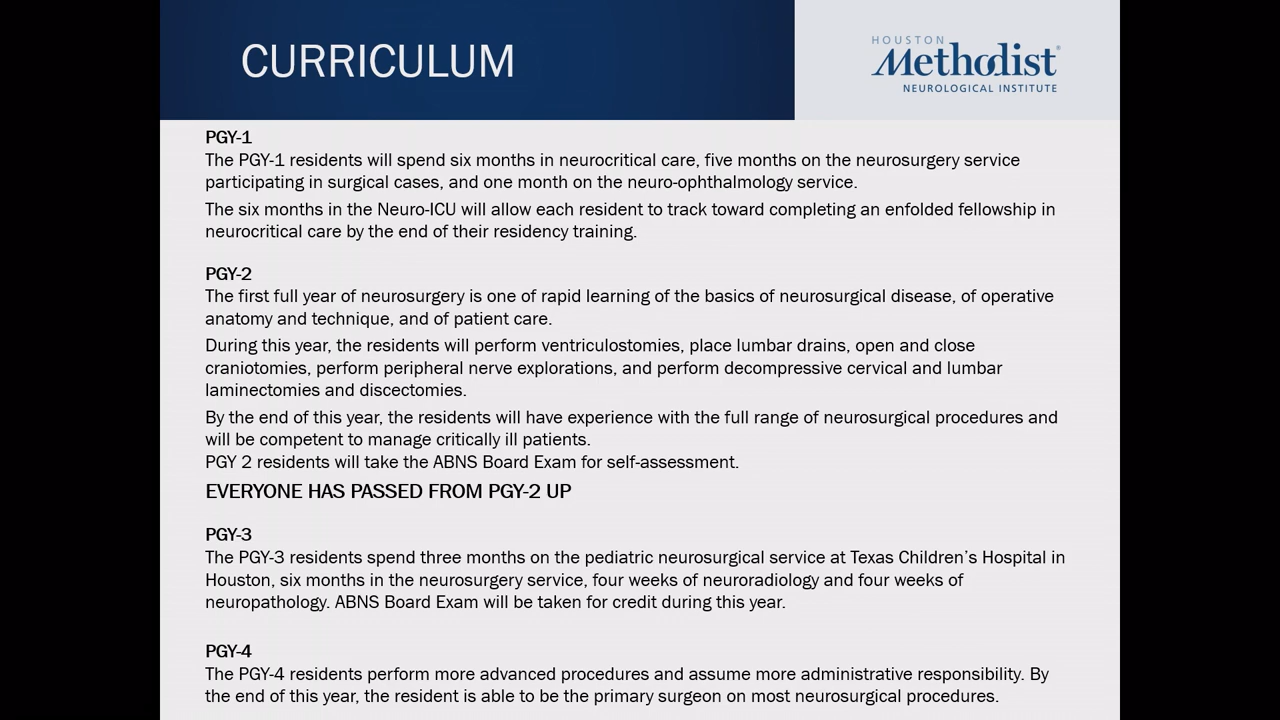 CURRICULUM
HOUSTON
Methodist®
NEUROLOGICAL INSTITUTE
PGY-1
The PGY-1 residents will spend six months in neurocritical care, five months on the neurosurgery service
participating in surgical cases, and one month on the neuro-ophthalmology service.
The six months in the Neuro-ICU will allow each resident to track toward completing an enfolded fellowship in
neurocritical care by the end of their residency training.
PGY-2
The first full year of neurosurgery is one of rapid learning of the basics of neurosurgical disease, of operative
anatomy and technique, and of patient care.
During this year, the residents will perform ventriculostomies, place lumbar drains, open and close
craniotomies, perform peripheral nerve explorations, and perform decompressive cervical and lumbar
laminectomies and discectomies.
By the end of this year, the residents will have experience with the full range of neurosurgical procedures and
will be competent to manage critically ill patients.
PGY 2 residents will take the ABNS Board Exam for self-assessment.
EVERYONE HAS PASSED FROM PGY-2 UP
PGY-3
The PGY-3 residents spend three months on the pediatric neurosurgical service at Texas Children's Hospital in
Houston, six months in the neurosurgery service, four weeks of neuroradiology and four weeks of
neuropathology. ABNS Board Exam will be taken for credit during this year.
PGY-4
The PGY-4 residents perform more advanced procedures and assume more administrative responsibility. By
the end of this year, the resident is able to be the primary surgeon on most neurosurgical procedures.